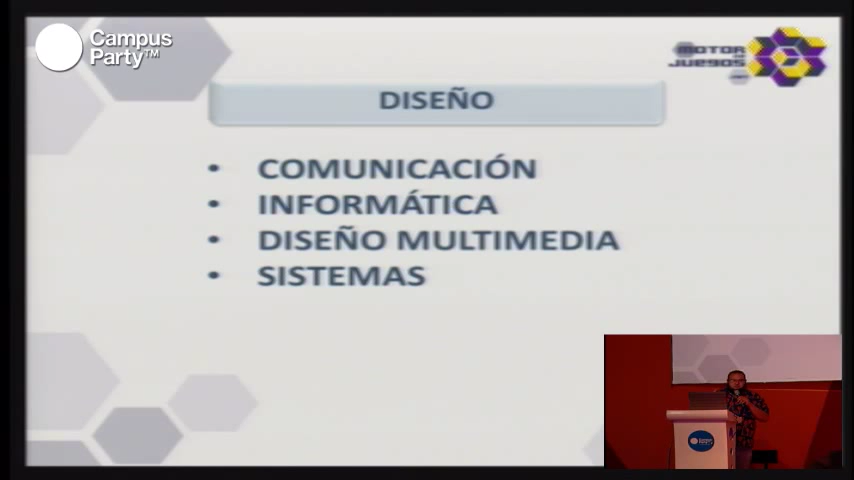 Campus
Party™
MOTOR
JUEGOS
DISEÑO
• COMUNICACIÓN
• INFORMÁTICA
• DISEÑO MULTIMEDIA
• SISTEMAS